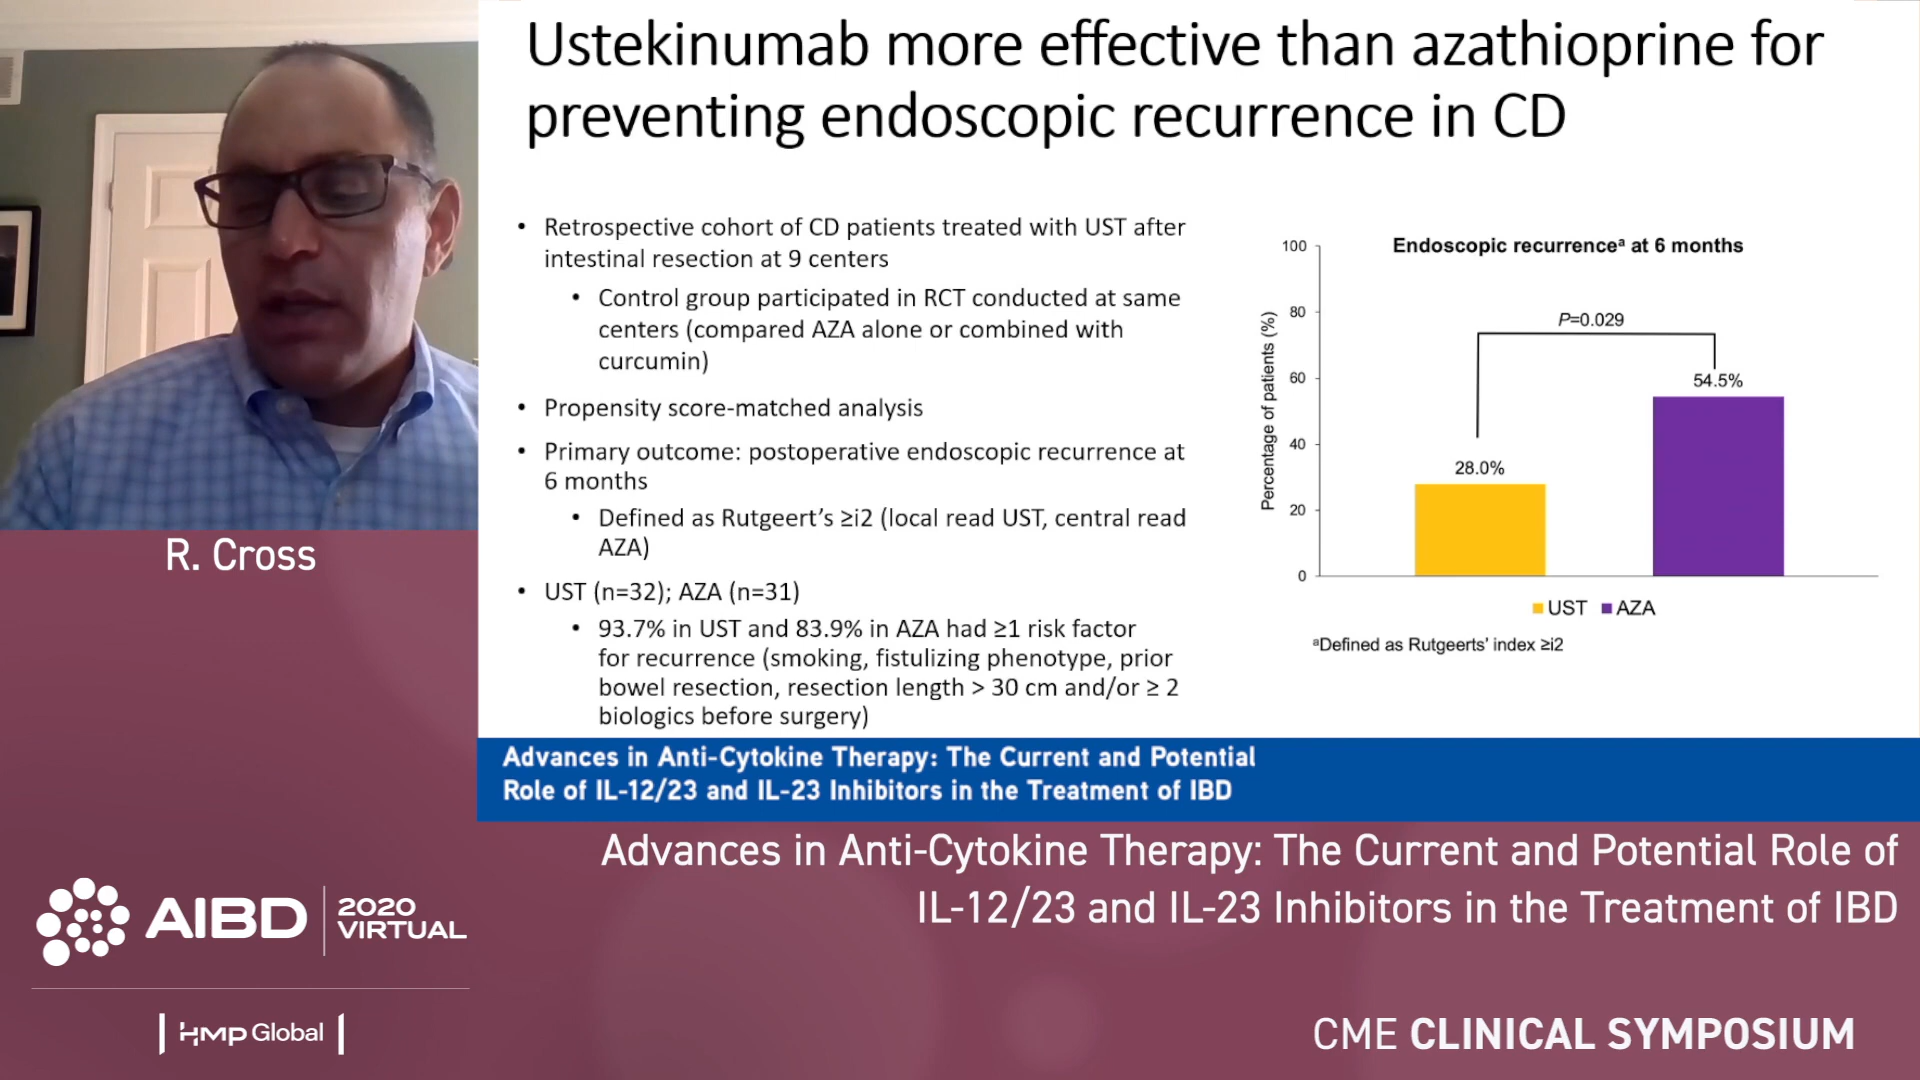 Ustekinumab more effective than azathioprine for
preventing endoscopic recurrence in CD
• Retrospective cohort of CD patients treated with UST after
intestinal resection at 9 centers
• Control group participated in RCT conducted at same
centers (compared AZA alone or combined with
curcumin)
• Propensity score-matched analysis
• Primary outcome: postoperative endoscopic recurrence at
6 months
• Defined as Rutgeert’s ≥i2 (local read UST, central read
AZA)
• UST (n=32); AZA (n=31)
• 93.7% in UST and 83.9% in AZA had ≥1 risk factor
for recurrence (smoking, fistulizing phenotype, prior
bowel resection, resection length > 30 cm and/or ≥ 2
biologics before surgery)
Endoscopic recurrenceᵃ at 6 months
Percentage of patients (%)
100
80
60
40
20
0
P=0.029
28.0%
54.5%
UST AZA
ᵃDefined as Rutgeerts’ index ≥i2
R. Cross
Advances in Anti-Cytokine Therapy: The Current and Potential
Role of IL-12/23 and IL-23 Inhibitors in the Treatment of IBD
Advances in Anti-Cytokine Therapy: The Current and Potential Role of
IL-12/23 and IL-23 Inhibitors in the Treatment of IBD
AIBD
2020
VIRTUAL
HMP Global
CME CLINICAL SYMPOSIUM